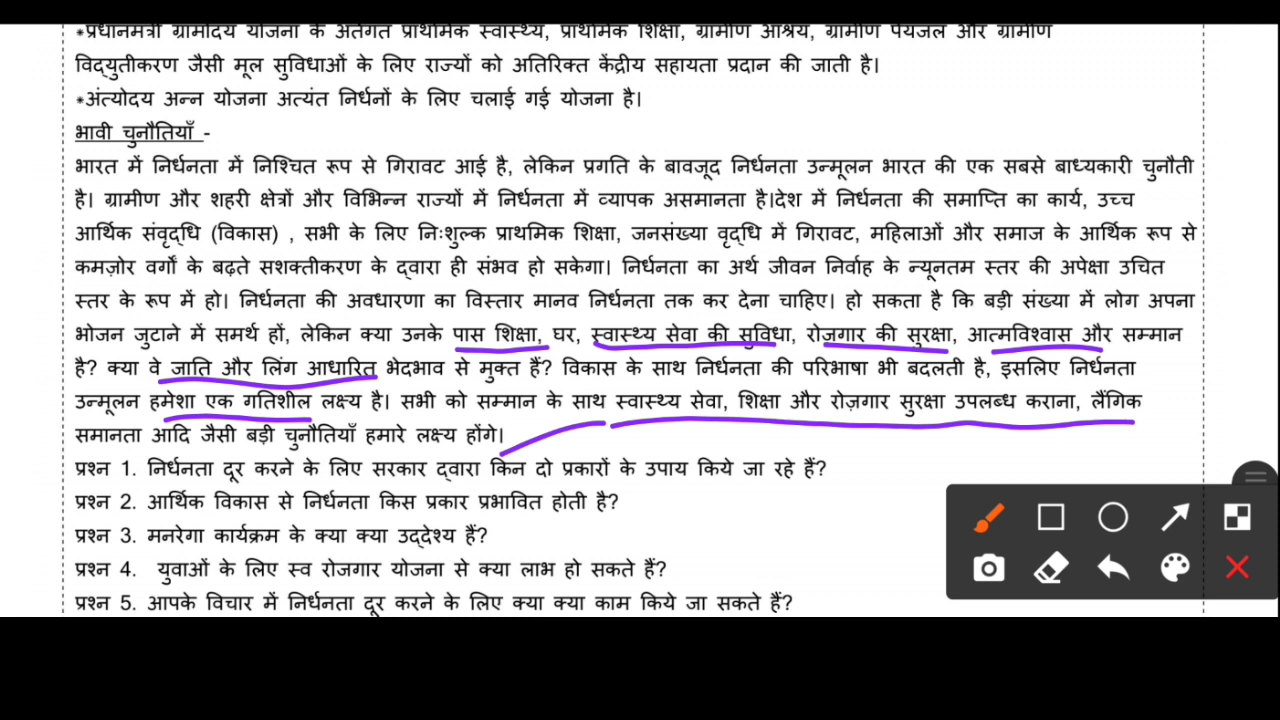 *प्रधानमंत्री ग्रामोदय योजना के अंतर्गत प्राथमिक स्वास्थ्य, प्राथमिक शिक्षा, ग्रामीण आश्रय, ग्रामीण पेयजल और ग्रामीण
विद्युतीकरण जैसी मूल सुविधाओं के लिए राज्यों को अतिरिक्त केंद्रीय सहायता प्रदान की जाती है।
*अंत्योदय अन्न योजना अत्यंत निर्धनों के लिए चलाई गई योजना है।
भावी चुनौतियाँ -
भारत में निर्धनता में निश्चित रूप से गिरावट आई है, लेकिन प्रगति के बावजूद निर्धनता उन्मूलन भारत की एक सबसे बाध्यकारी चुनौती
है। ग्रामीण और शहरी क्षेत्रों और विभिन्न राज्यों में निर्धनता में व्यापक असमानता है।देश में निर्धनता की समाप्ति का कार्य, उच्च
आर्थिक संवृद्धि (विकास) , सभी के लिए निःशुल्क प्राथमिक शिक्षा, जनसंख्या वृद्धि में गिरावट, महिलाओं और समाज के आर्थिक रूप से
कमज़ोर वर्गों के बढ़ते सशक्तीकरण के द्वारा ही संभव हो सकेगा। निर्धनता का अर्थ जीवन निर्वाह के न्यूनतम स्तर की अपेक्षा उचित
स्तर के रूप में हो। निर्धनता की अवधारणा का विस्तार मानव निर्धनता तक कर देना चाहिए। हो सकता है कि बड़ी संख्या में लोग अपना
भोजन जुटाने में समर्थ हों, लेकिन क्या उनके पास शिक्षा, घर, स्वास्थ्य सेवा की सुविधा, रोज़गार की सुरक्षा, आत्मविश्वास और सम्मान
है? क्या वे जाति और लिंग आधारित भेदभाव से मुक्त हैं? विकास के साथ निर्धनता की परिभाषा भी बदलती है, इसलिए निर्धनता
उन्मूलन हमेशा एक गतिशील लक्ष्य है। सभी को सम्मान के साथ स्वास्थ्य सेवा, शिक्षा और रोज़गार सुरक्षा उपलब्ध कराना, लैंगिक
समानता आदि जैसी बड़ी चुनौतियाँ हमारे लक्ष्य होंगे।
प्रश्न 1. निर्धनता दूर करने के लिए सरकार द्वारा किन दो प्रकारों के उपाय किये जा रहे हैं?
प्रश्न 2. आर्थिक विकास से निर्धनता किस प्रकार प्रभावित होती है?
प्रश्न 3. मनरेगा कार्यक्रम के क्या क्या उद्देश्य हैं?
प्रश्न 4. युवाओं के लिए स्व रोजगार योजना से क्या लाभ हो सकते हैं?
प्रश्न 5. आपके विचार में निर्धनता दूर करने के लिए क्या क्या काम किये जा सकते हैं?